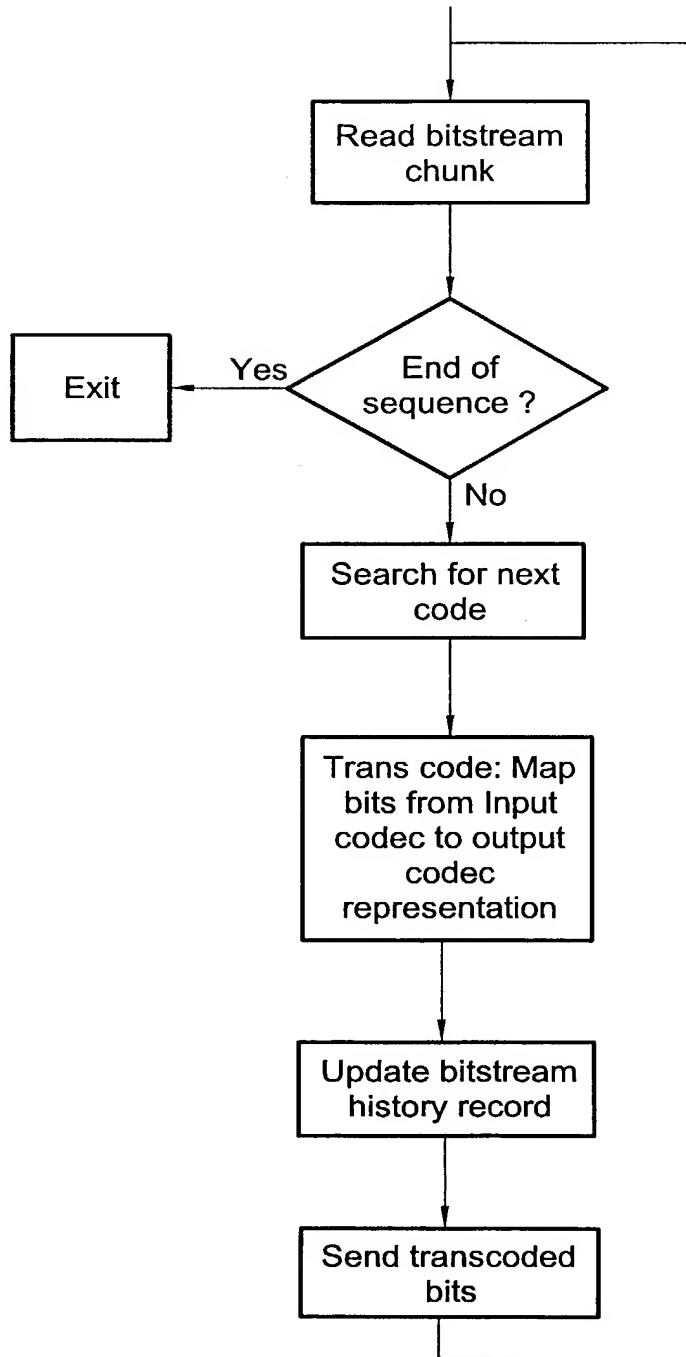 Read bitstream
chunk
End of
sequence ?
Yes
Exit
No
Search for next
code
Trans code: Map
bits from Input
codec to output
codec
representation
Update bitstream
history record
Send transcoded
bits